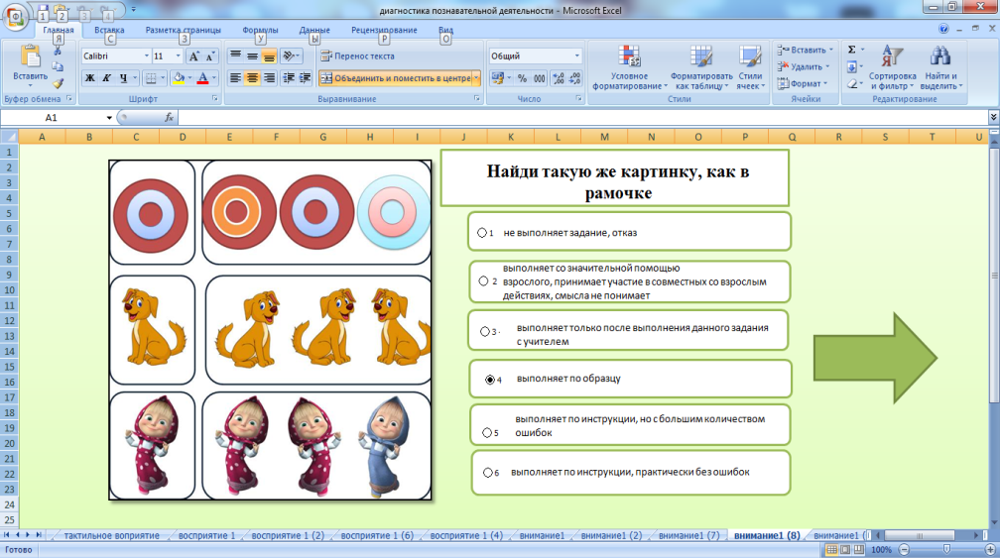 диагностика познавательной деятельности - Microsoft Excel
1 2 3 4
Главная Вставка Разметка страницы Формулы Данные Рецензирование Вид
Я С З У Ы Р О
Вставить
Буфер обмена
Calibri 11
Ж К Ч
Шрифт
Перенос текста
Объединить и поместить в центре
Выравнивание
Общий
% 000
Число
Условное форматирование
Форматировать как таблицу
Стили ячеек
Стили
Вставить
Удалить
Формат
Ячейки
Сортировка и фильтр
Найти и выделить
Редактирование
A1 fx
A B C D E F G H I J K L M N O P Q R S T U
1
2
3
4
5
6
7
8
9
10
11
12
13
14
15
16
17
18
19
20
21
22
23
24
25
Найди такую же картинку, как в
рамочке
1 не выполняет задание, отказ
выполняет со значительной помощью
2 взрослого, принимает участие в совместных со взрослым
действиях, смысла не понимает
3 выполняет только после выполнения данного задания
с учителем
4 выполняет по образцу
выполняет по инструкции, но с большим количеством
5 ошибок
6 выполняет по инструкции, практически без ошибок
тактильное воприятие восприятие 1 восприятие 1 (2) восприятие 1 (6) восприятие 1 (4) внимание1 внимание1 (2) внимание1 (7) внимание1 (8) внимание1 (
Готово 100%